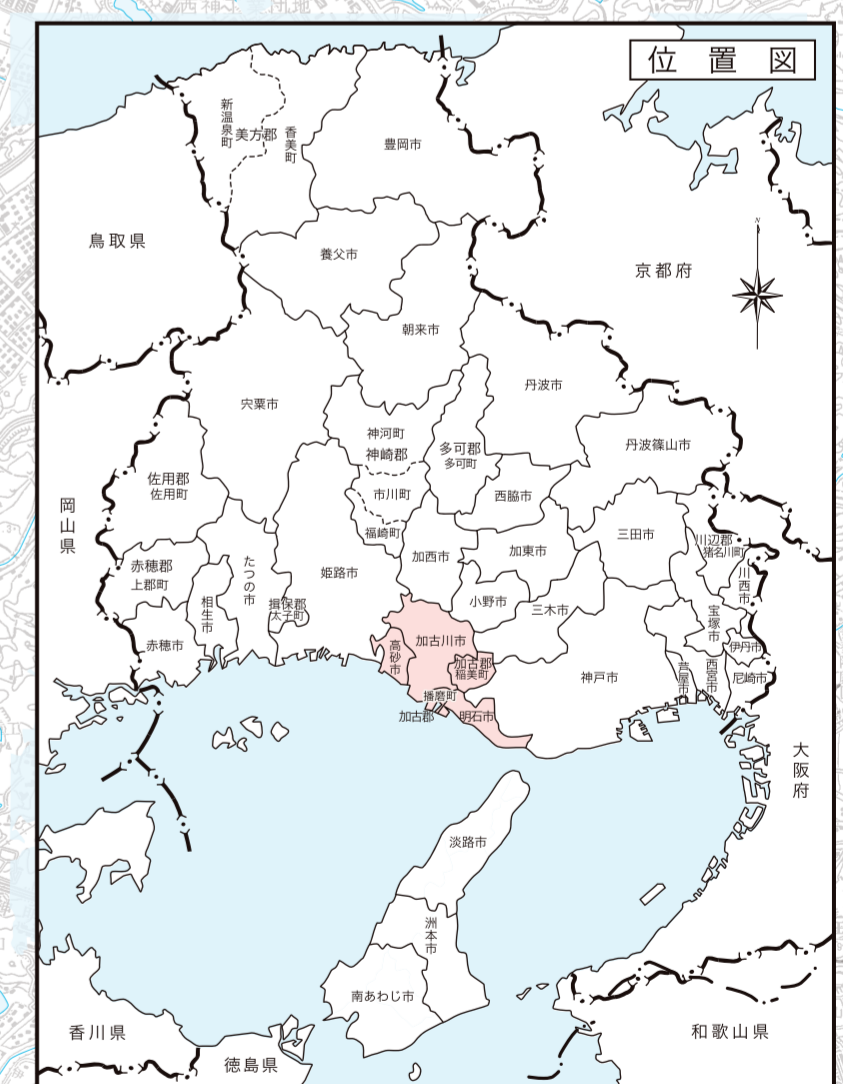 西神工業団地
位置図
新温泉町
美方郡
香美町
豊岡市
鳥取県
養父市
京都府
N
朝来市
宍粟市
丹波市
神河町
神崎郡
多可郡
多可町
丹波篠山市
佐用郡
佐用町
市川町
西脇市
岡山県
福崎町
三田市
川辺郡
猪名川町
加西市
加東市
赤穂郡
上郡町
たつの市
姫路市
川西市
相生市
揖保郡
太子町
小野市
三木市
宝塚市
赤穂市
高砂市
加古川市
伊丹市
加古郡
稲美町
神戸市
芦屋市
西宮市
尼崎市
播磨町
加古郡
明石市
大阪府
淡路市
洲本市
南あわじ市
香川県
徳島県
和歌山県